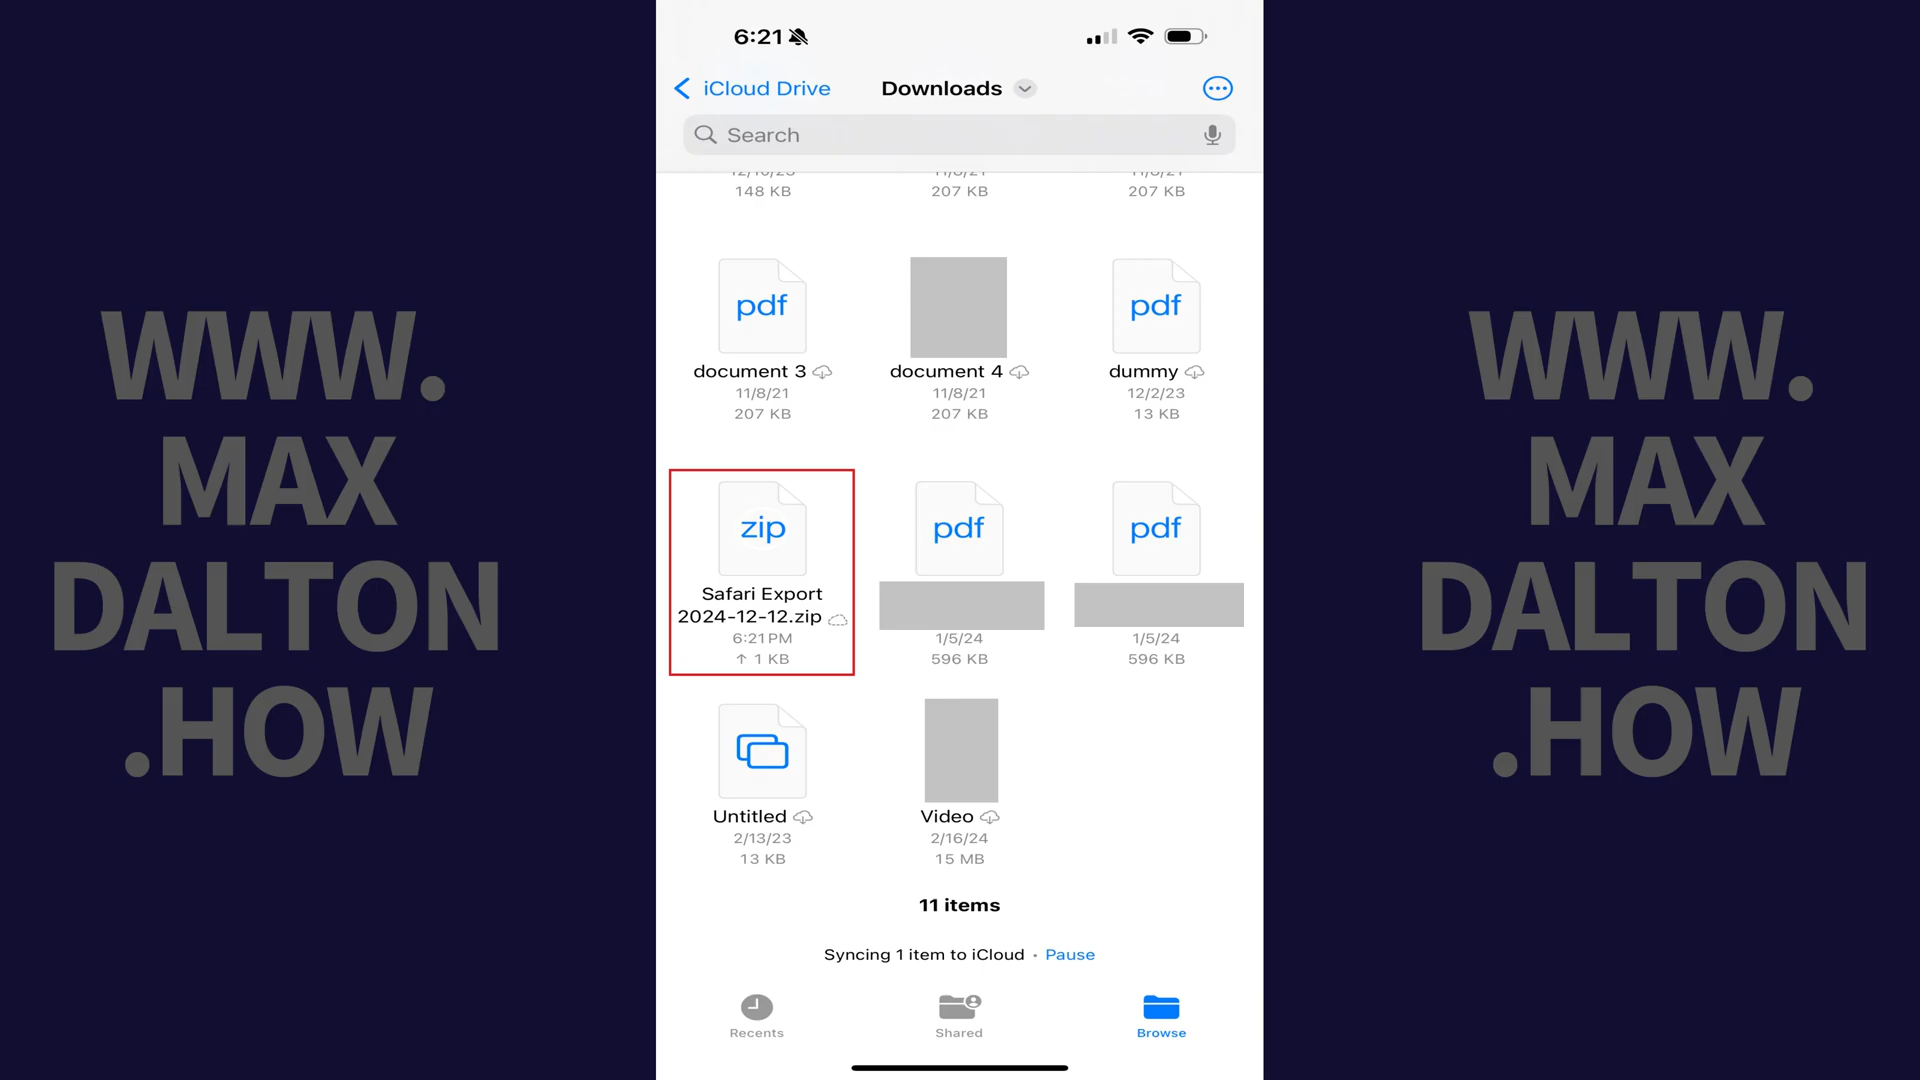 6:21
iCloud Drive
Downloads
Search
148 KB
207 KB
207 KB
pdf
pdf
document 3
document 4
dummy
11/8/21
11/8/21
12/2/23
207 KB
207 KB
13 KB
zip
pdf
pdf
Safari Export
2024-12-12.zip
6:21 PM
1/5/24
1/5/24
↑ 1 KB
596 KB
596 KB
Untitled
Video
2/13/23
2/16/24
13 KB
15 MB
11 items
Syncing 1 item to iCloud · Pause
Recents
Shared
Browse
WWW.
MAX
DALTON
.HOW
WWW.
MAX
DALTON
.HOW